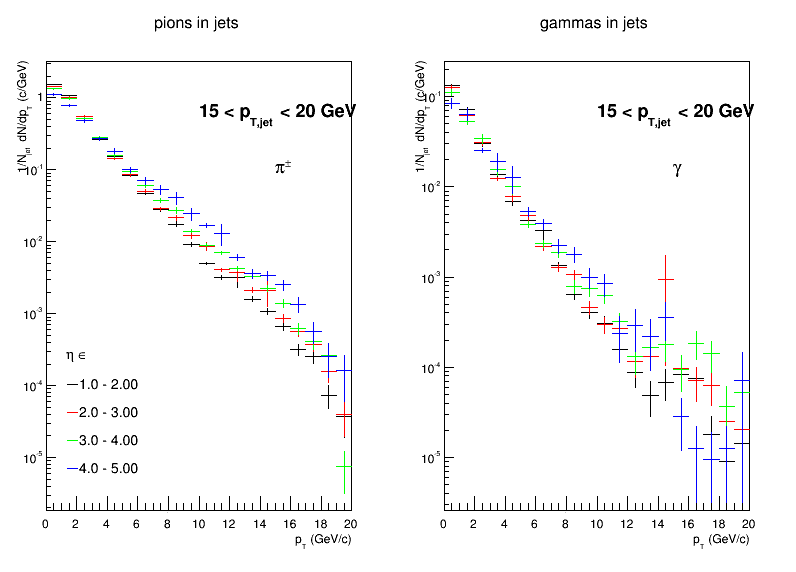 pions in jets
1/N_jet dN/dp_T (c/GeV)
15 < p_T,jet < 20 GeV
π±
1
10⁻¹
10⁻²
10⁻³
10⁻⁴
10⁻⁵
η ∈
1.0 - 2.00
2.0 - 3.00
3.0 - 4.00
4.0 - 5.00
0 2 4 6 8 10 12 14 16 18 20
p_T (GeV/c)
gammas in jets
1/N_jet dN/dp_T (c/GeV)
15 < p_T,jet < 20 GeV
γ
10⁻¹
10⁻²
10⁻³
10⁻⁴
10⁻⁵
0 2 4 6 8 10 12 14 16 18 20
p_T (GeV/c)